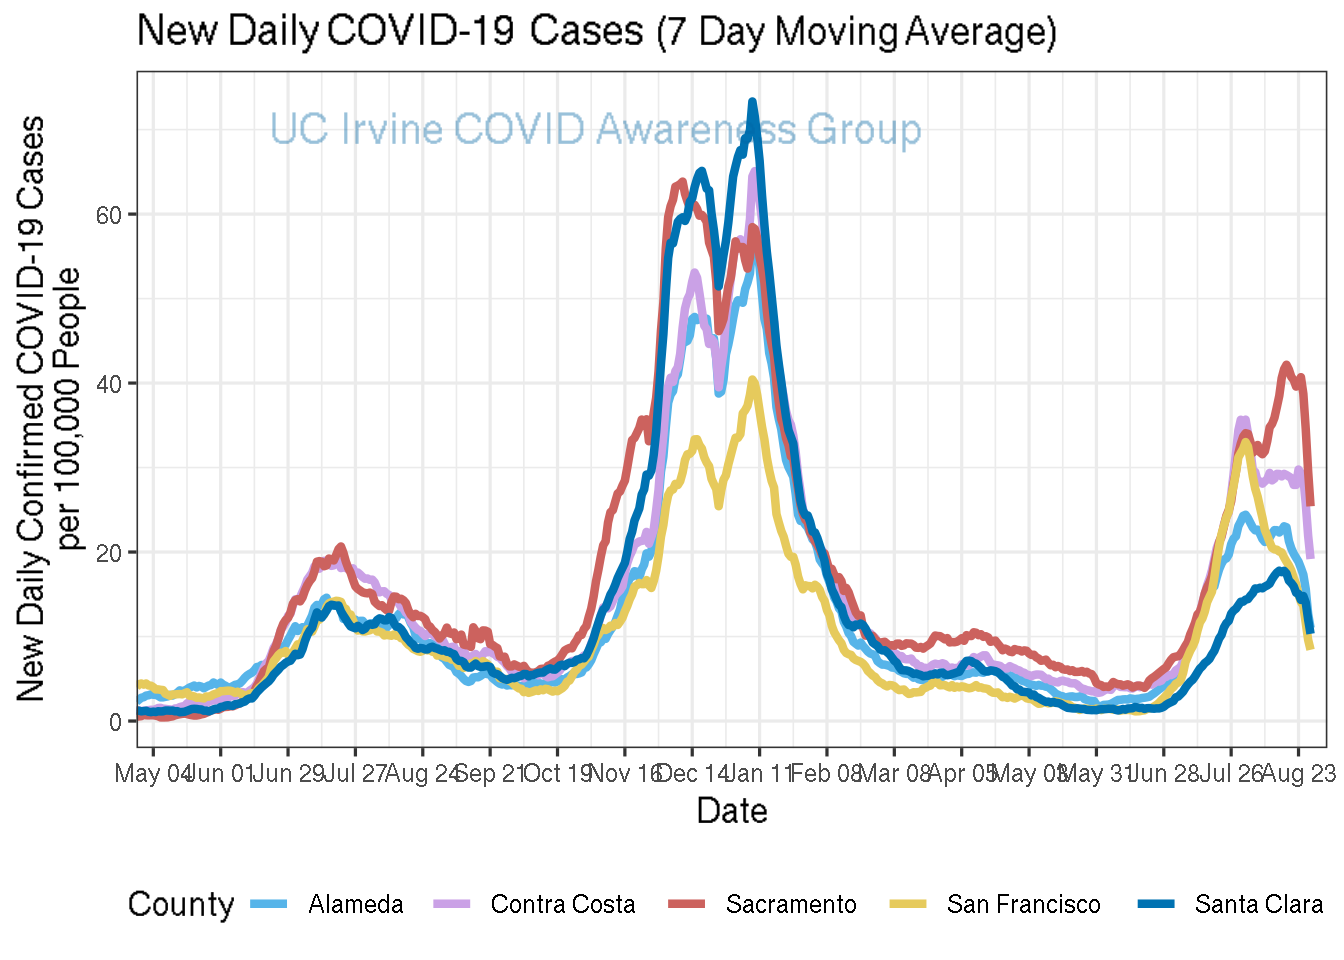 New Daily COVID-19 Cases (7 Day Moving Average)
UC Irvine COVID Awareness Group
New Daily Confirmed COVID-19 Cases
per 100,000 People
60
40
20
0
May 04 Jun 01 Jun 29 Jul 27 Aug 24 Sep 21 Oct 19 Nov 16 Dec 14 Jan 11 Feb 08 Mar 08 Apr 05 May 03 May 31 Jun 28 Jul 26 Aug 23
Date
County Alameda Contra Costa Sacramento San Francisco Santa Clara